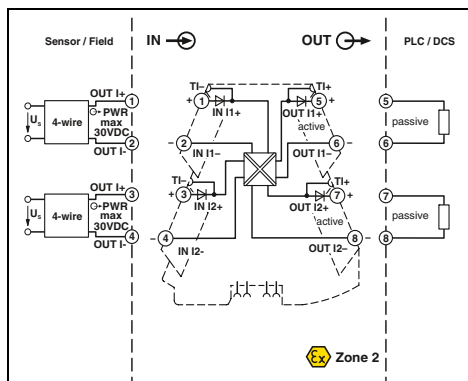 Sensor / Field
IN
OUT
PLC / DCS
OUT I+
1
PWR
max
30VDC
4-wire
Us
2
OUT I-
OUT I+
3
PWR
max
30VDC
4-wire
Us
4
OUT I-
TI–
+ 1
IN I1+
– 2
IN I1–
TI–
+ 3
IN I2+
– 4
IN I2-
TI+
5 +
OUT I1+
active
6 –
OUT I1–
TI+
7 +
OUT I2+
active
8 –
OUT I2–
5
passive
6
7
passive
8
Ex Zone 2